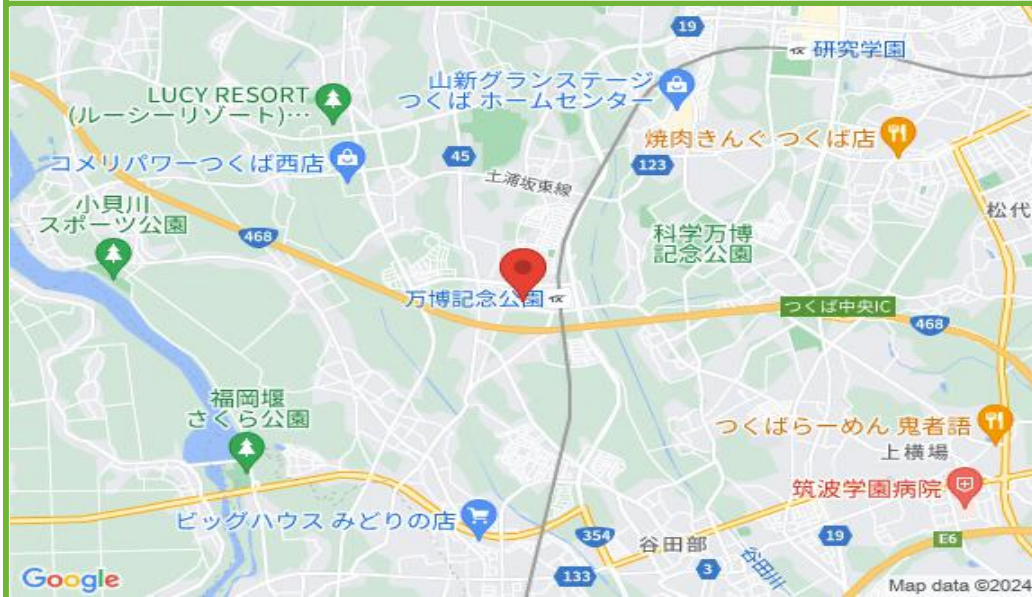 19
研究学園
山新グランステージ
つくば ホームセンター
LUCY RESORT
(ルーシーリゾート)…
焼肉きんぐ つくば店
コメリパワーつくば西店
45
123
土浦坂東線
松代
小貝川
スポーツ公園
468
科学万博
記念公園
万博記念公園
つくば中央IC
468
福岡堰
さくら公園
つくばらーめん 鬼者語
上横場
筑波学園病院
ビッグハウス みどりの店
354
谷田部
19
E6
谷田川
133
3
Google
Map data ©2024